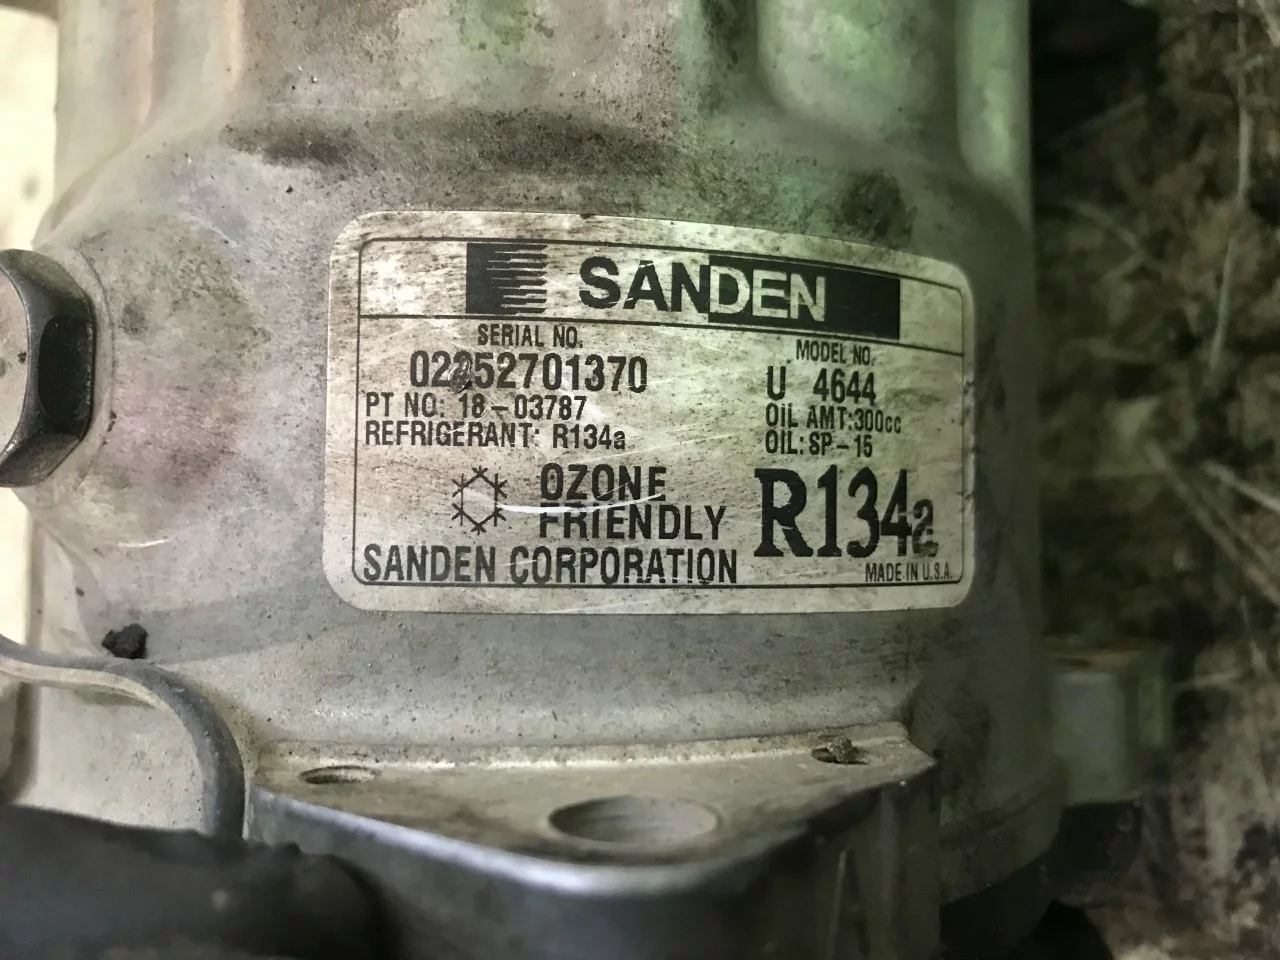 SANDEN
SERIAL NO.
MODEL NO.
U 4644
PT NO: 18-03787
OIL AMT:300cc
REFRIGERANT: R134a
OIL: SP-15
OZONE
FRIENDLY
R134a
SANDEN CORPORATION
MADE IN U.S.A.